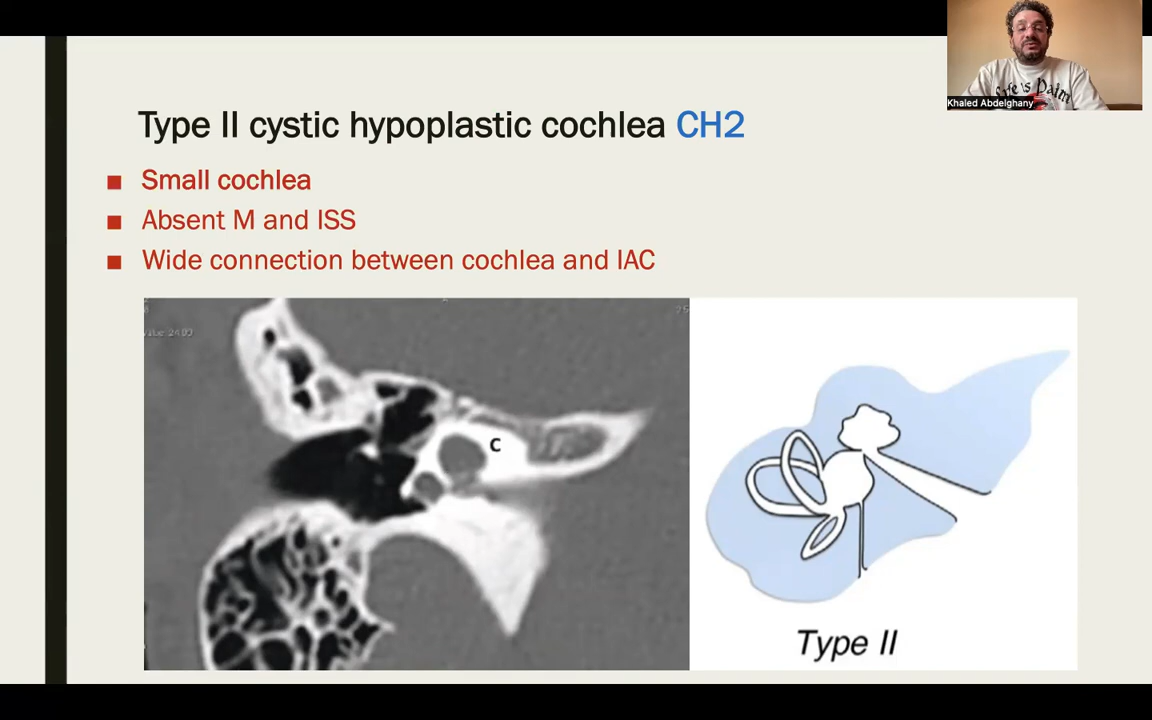 Type II cystic hypoplastic cochlea CH2
Small cochlea
Absent M and ISS
Wide connection between cochlea and IAC
Khaled Abdelghany
75
C
Type II